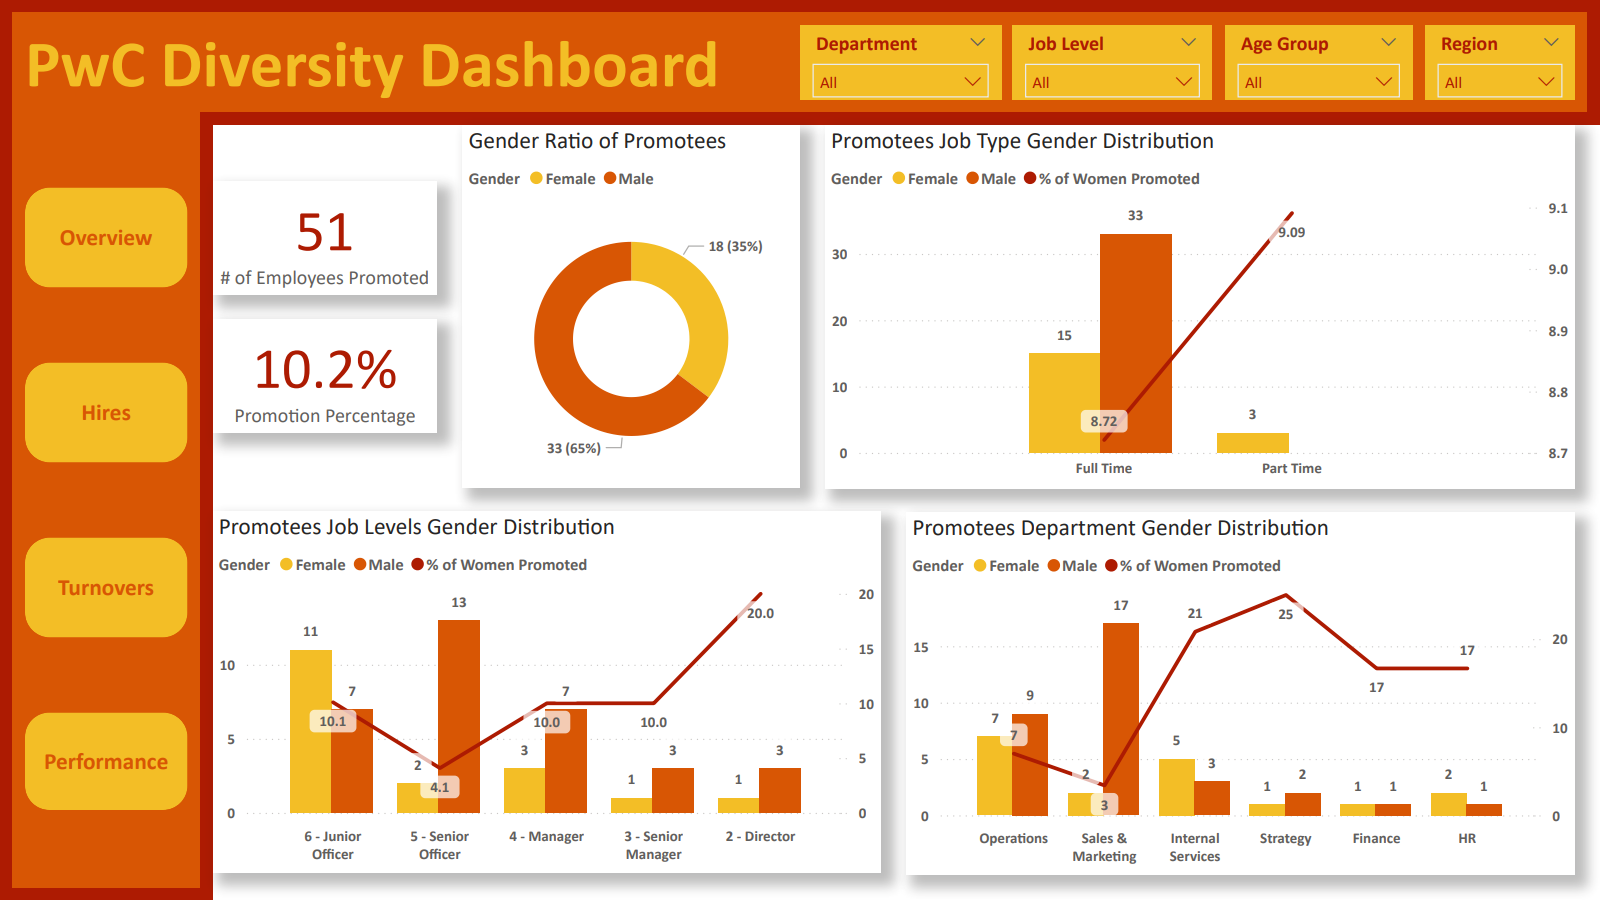 PwC Diversity Dashboard
Department
All
Job Level
All
Age Group
All
Region
All
Overview
Hires
Turnovers
Performance
51
# of Employees Promoted
10.2%
Promotion Percentage
Gender Ratio of Promotees
Gender Female Male
18 (35%)
33 (65%)
Promotees Job Type Gender Distribution
Gender Female Male % of Women Promoted
33
15
3
8.72
9.09
30
20
10
0
9.1
9.0
8.9
8.8
8.7
Full Time
Part Time
Promotees Job Levels Gender Distribution
Gender Female Male % of Women Promoted
11
7
2
13
3
7
1
3
1
3
10.1
4.1
10.0
10.0
20.0
10
5
0
20
15
10
5
0
6 - Junior
Officer
5 - Senior
Officer
4 - Manager
3 - Senior
Manager
2 - Director
Promotees Department Gender Distribution
Gender Female Male % of Women Promoted
7
9
2
17
5
3
1
2
1
1
2
1
7
3
21
25
17
17
15
10
5
0
20
10
0
Operations
Sales &
Marketing
Internal
Services
Strategy
Finance
HR